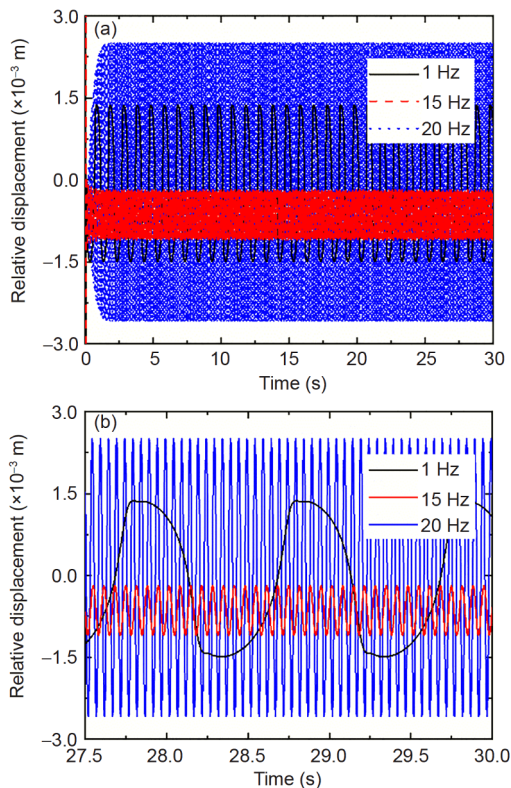 (a)
1 Hz
15 Hz
20 Hz
Relative displacement (×10⁻³ m)
3.0
1.5
0.0
−1.5
−3.0
0 5 10 15 20 25 30
Time (s)
(b)
1 Hz
15 Hz
20 Hz
Relative displacement (×10⁻³ m)
3.0
1.5
0.0
−1.5
−3.0
27.5 28.0 28.5 29.0 29.5 30.0
Time (s)